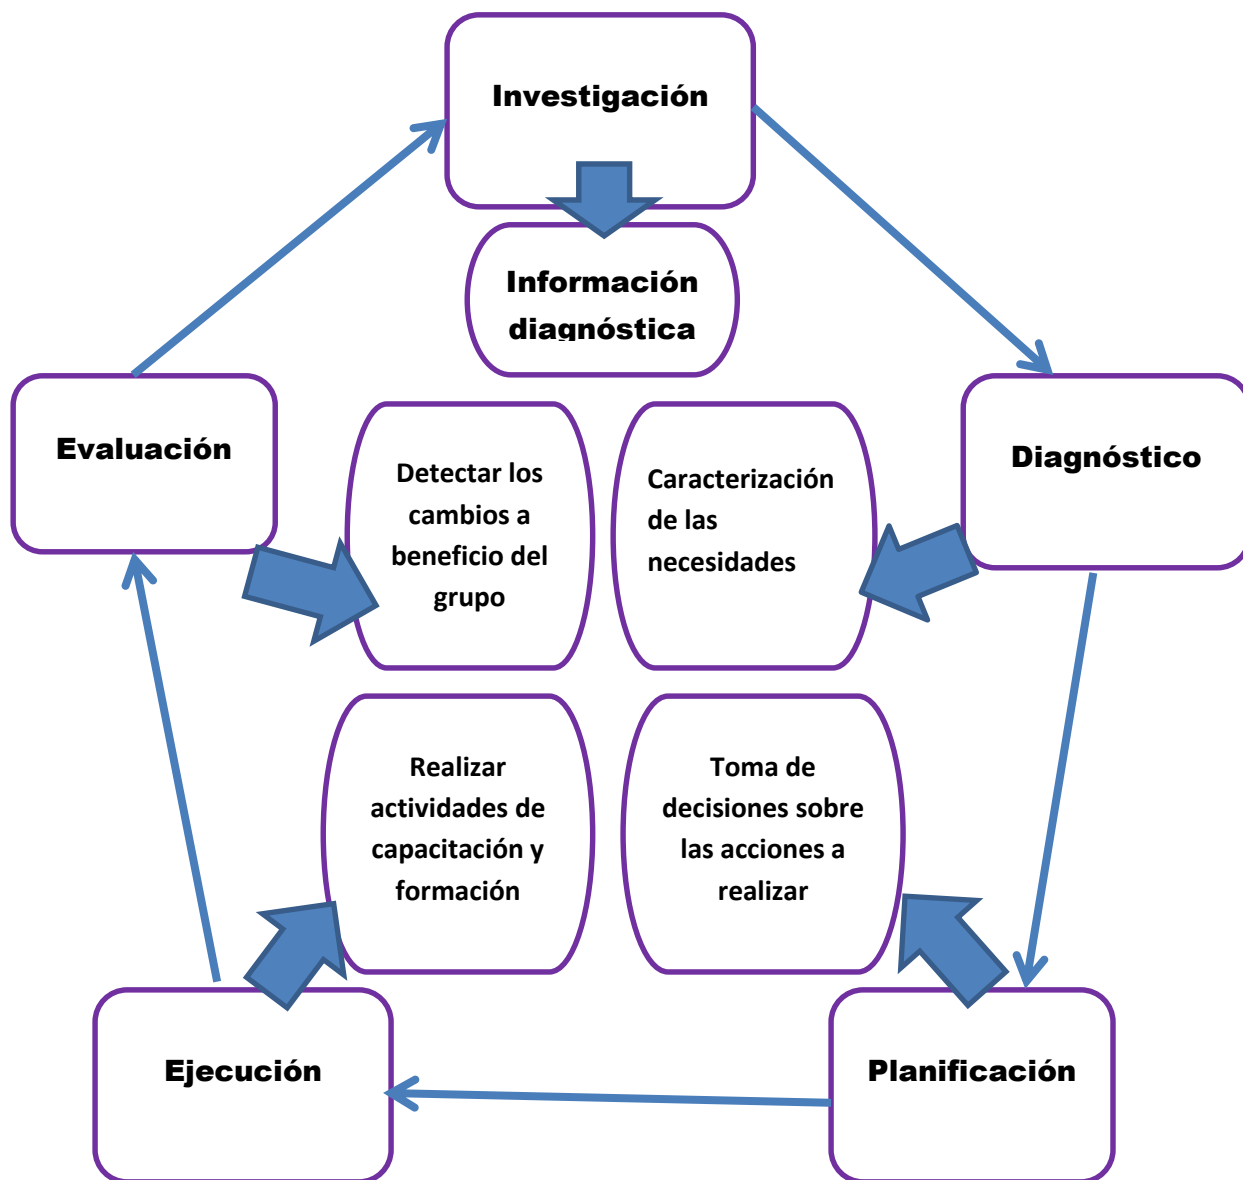 Investigación
Información
diagnóstica
Evaluación
Detectar los
cambios a
beneficio del
grupo
Caracterización
de las
necesidades
Diagnóstico
Realizar
actividades de
capacitación y
formación
Toma de
decisiones sobre
las acciones a
realizar
Ejecución
Planificación